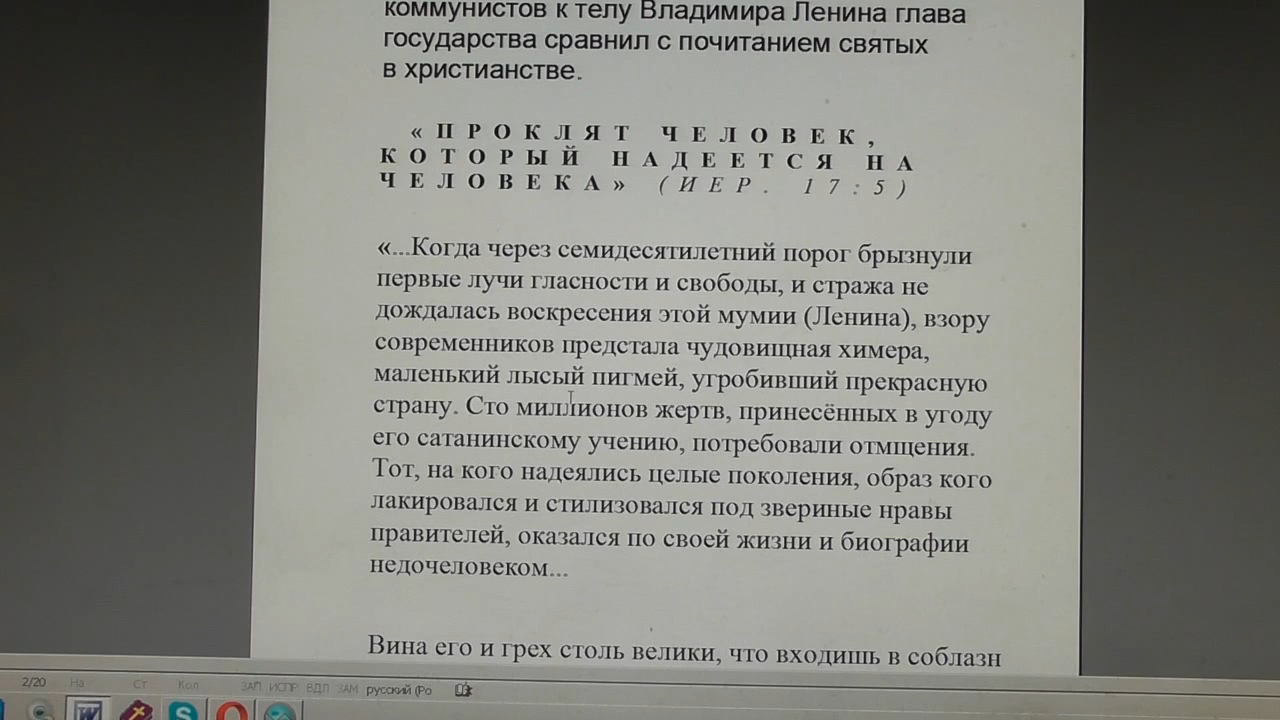 коммунистов к телу Владимира Ленина глава
государства сравнил с почитанием святых
в христианстве.
«ПРОКЛЯТ ЧЕЛОВЕК,
КОТОРЫЙ НАДЕЕТСЯ НА
ЧЕЛОВЕКА» (ИЕР. 17:5)
«...Когда через семидесятилетний порог брызнули
первые лучи гласности и свободы, и стража не
дождалась воскресения этой мумии (Ленина), взору
современников предстала чудовищная химера,
маленький лысый пигмей, угробивший прекрасную
страну. Сто миллионов жертв, принесённых в угоду
его сатанинскому учению, потребовали отмщения.
Тот, на кого надеялись целые поколения, образ кого
лакировался и стилизовался под звериные нравы
правителей, оказался по своей жизни и биографии
недочеловеком...
Вина его и грех столь велики, что входишь в соблазн
2/20 На Ст Кол ЗАП ИСПР ВДЛ ЗАМ русский (Ро